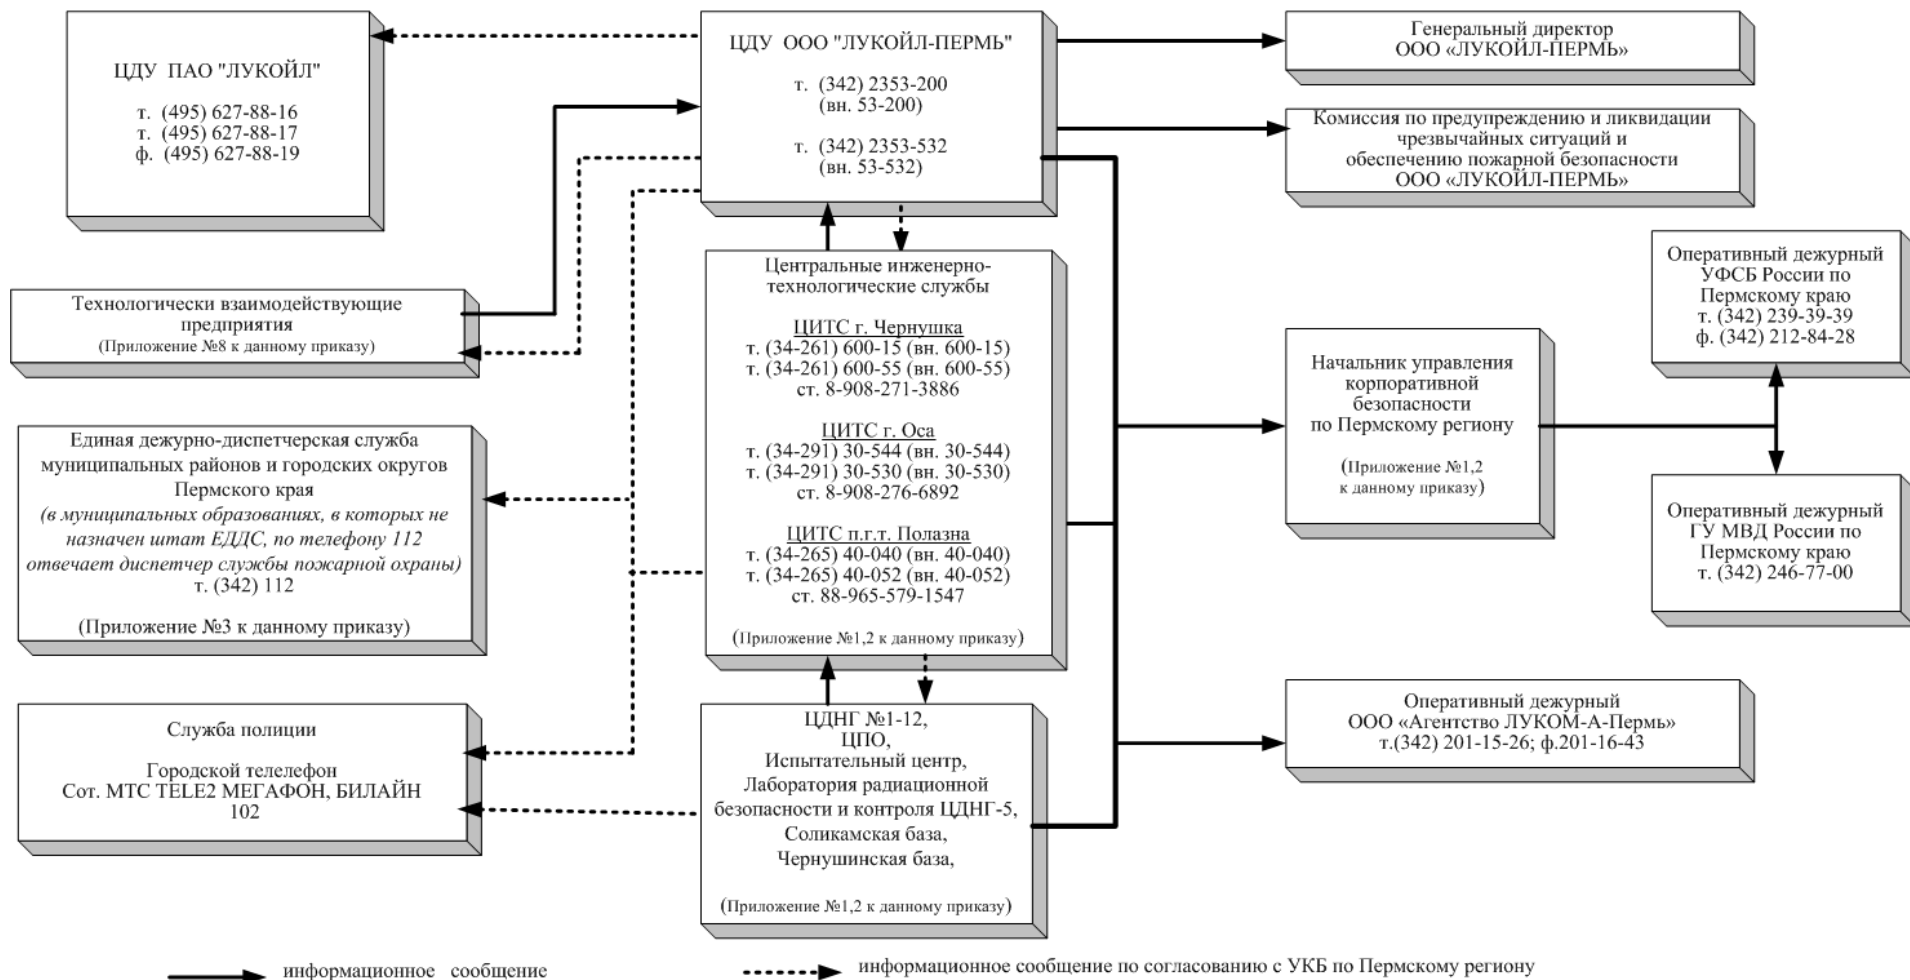 ЦДУ ПАО "ЛУКОЙЛ"
т. (495) 627-88-16
т. (495) 627-88-17
ф. (495) 627-88-19
ЦДУ ООО "ЛУКОЙЛ-ПЕРМЬ"
т. (342) 2353-200
(вн. 53-200)
т. (342) 2353-532
(вн. 53-532)
Генеральный директор
ООО «ЛУКОЙЛ-ПЕРМЬ»
Комиссия по предупреждению и ликвидации
чрезвычайных ситуаций и
обеспечению пожарной безопасности
ООО «ЛУКОЙЛ-ПЕРМЬ»
Технологически взаимодействующие
предприятия
(Приложение №8 к данному приказу)
Центральные инженерно-
технологические службы
ЦИТС г. Чернушка
т. (34-261) 600-15 (вн. 600-15)
т. (34-261) 600-55 (вн. 600-55)
ст. 8-908-271-3886
ЦИТС г. Оса
т. (34-291) 30-544 (вн. 30-544)
т. (34-291) 30-530 (вн. 30-530)
ст. 8-908-276-6892
ЦИТС п.г.т. Полазна
т. (34-265) 40-040 (вн. 40-040)
т. (34-265) 40-052 (вн. 40-052)
ст. 88-965-579-1547
(Приложение №1,2 к данному приказу)
Начальник управления
корпоративной
безопасности
по Пермскому региону
(Приложение №1,2
к данному приказу)
Оперативный дежурный
УФСБ России по
Пермскому краю
т. (342) 239-39-39
ф. (342) 212-84-28
Оперативный дежурный
ГУ МВД России по
Пермскому краю
т. (342) 246-77-00
Единая дежурно-диспетчерская служба
муниципальных районов и городских округов
Пермского края
(в муниципальных образованиях, в которых не
назначен штат ЕДДС, по телефону 112
отвечает диспетчер службы пожарной охраны)
т. (342) 112
(Приложение №3 к данному приказу)
Служба полиции
Городской телелефон
Сот. МТС TELE2 МЕГАФОН, БИЛАЙН
102
ЦДНГ №1-12,
ЦПО,
Испытательный центр,
Лаборатория радиационной
безопасности и контроля ЦДНГ-5,
Соликамская база,
Чернушинская база,
(Приложение №1,2 к данному приказу)
Оперативный дежурный
ООО «Агентство ЛУКОМ-А-Пермь»
т.(342) 201-15-26; ф.201-16-43
информационное сообщение
информационное сообщение по согласованию с УКБ по Пермскому региону